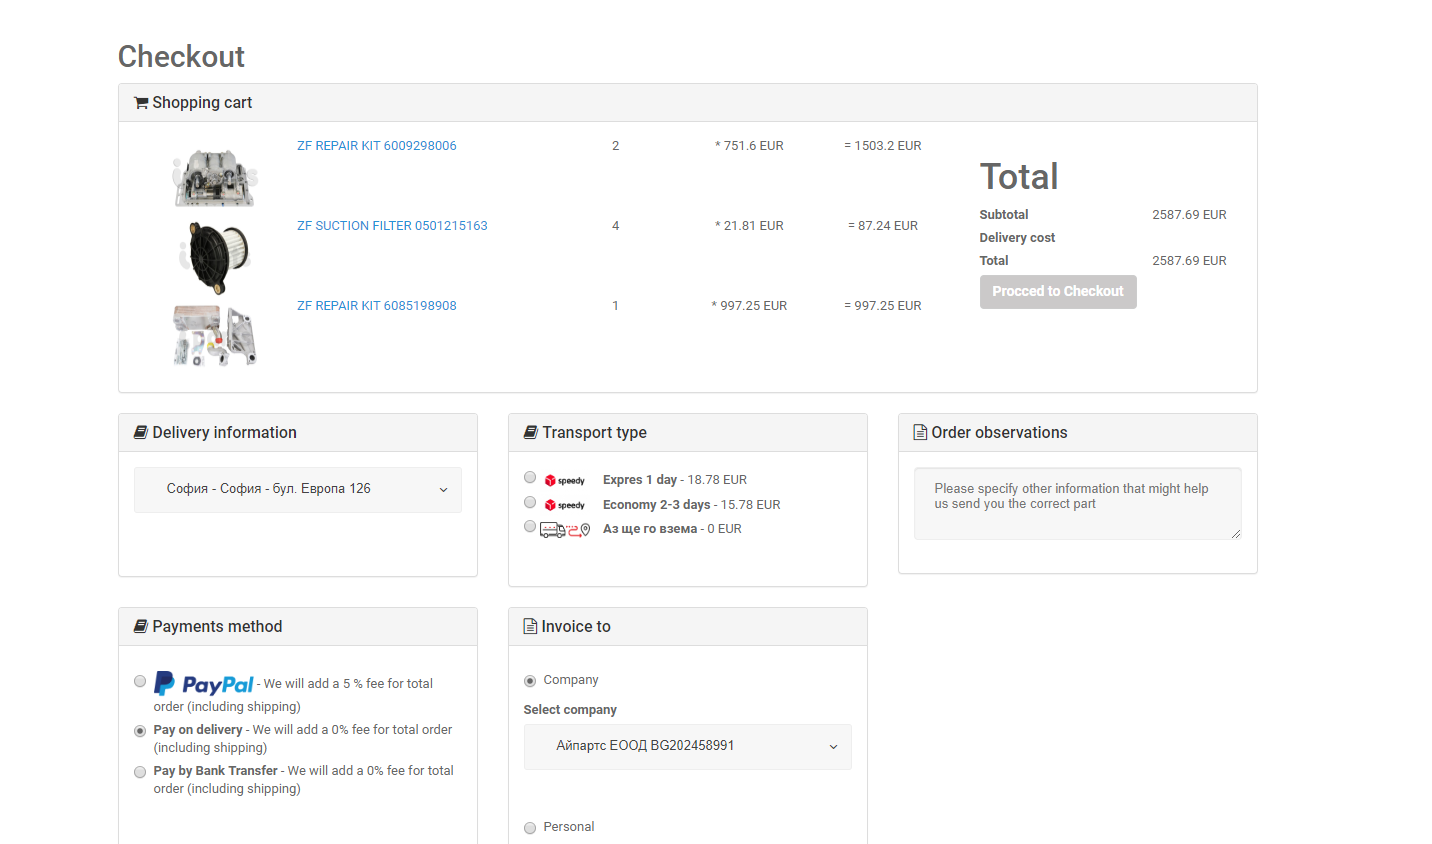 Checkout
Shopping cart
ZF REPAIR KIT 6009298006 2 * 751.6 EUR = 1503.2 EUR
ZF SUCTION FILTER 0501215163 4 * 21.81 EUR = 87.24 EUR
ZF REPAIR KIT 6085198908 1 * 997.25 EUR = 997.25 EUR
Total
Subtotal 2587.69 EUR
Delivery cost
Total 2587.69 EUR
Procced to Checkout
Delivery information
София - София - бул. Европа 126
Transport type
speedy Expres 1 day - 18.78 EUR
speedy Economy 2-3 days - 15.78 EUR
Аз ще го взема - 0 EUR
Order observations
Please specify other information that might help
us send you the correct part
Payments method
PayPal - We will add a 5 % fee for total
order (including shipping)
Pay on delivery - We will add a 0% fee for total order
(including shipping)
Pay by Bank Transfer - We will add a 0% fee for total
order (including shipping)
Invoice to
Company
Select company
Айпартс ЕООД BG202458991
Personal